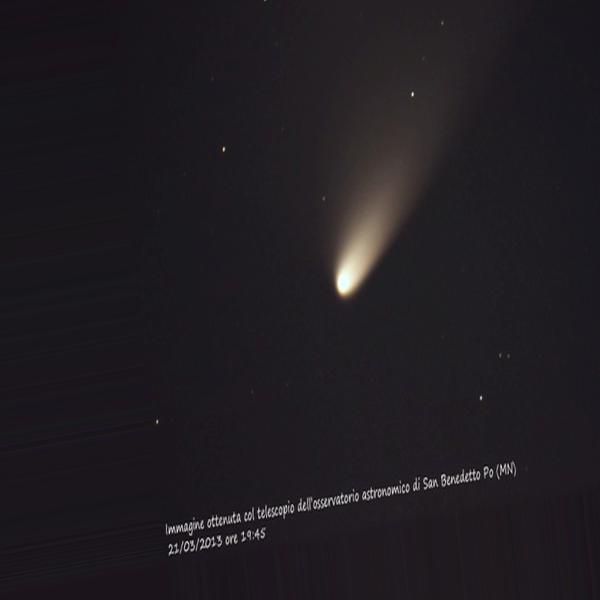 Immagine ottenuta col telescopio dell'osservatorio astronomico di San Benedetto Po (MN)
21/03/2013 ore 19:45